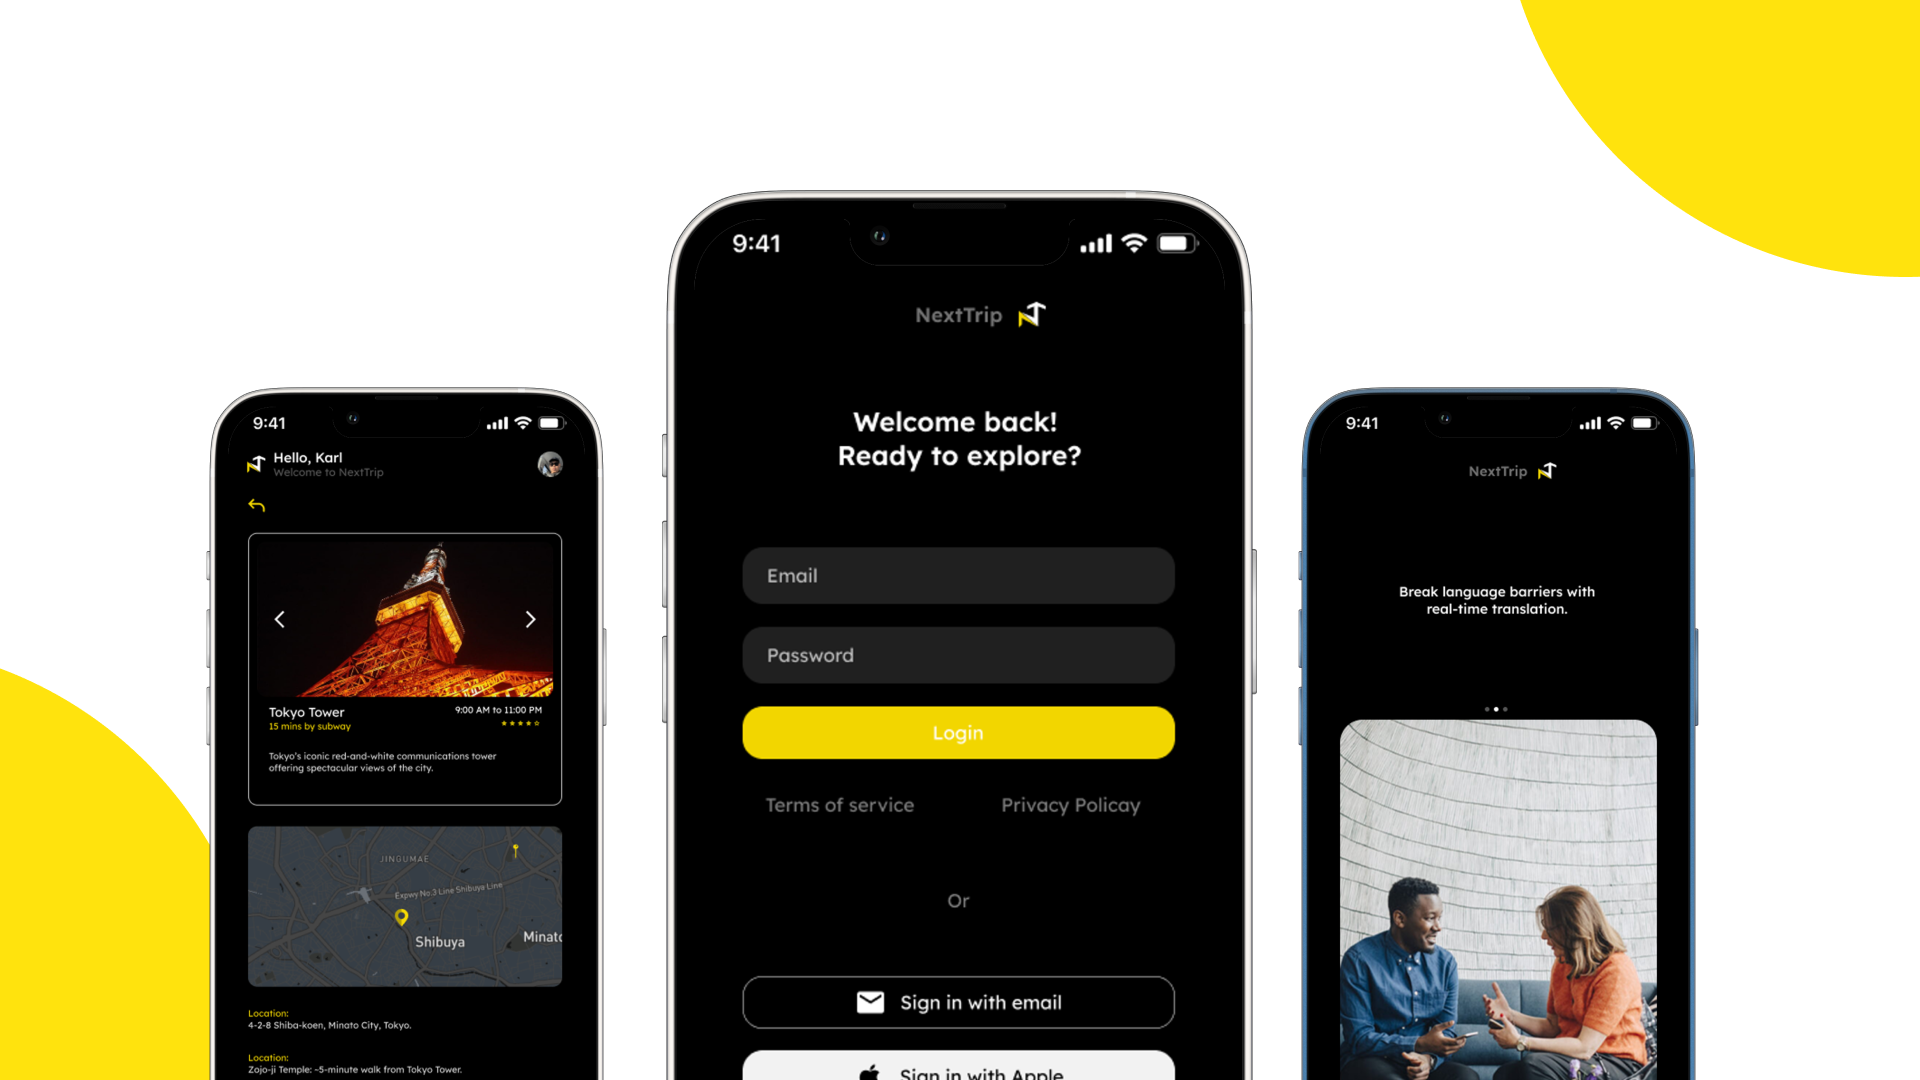 9:41
Hello, Karl
Welcome to NextTrip
Tokyo Tower
9:00 AM to 11:00 PM
15 mins by subway
Tokyo's iconic red-and-white communications tower
offering spectacular views of the city.
JINGUMAE
Expwy No.3 Line Shibuya Line
Shibuya
Minato
Location:
4-2-8 Shiba-koen, Minato City, Tokyo.
Location:
Zojo-ji Temple: ~5-minute walk from Tokyo Tower.
9:41
NextTrip
Welcome back!
Ready to explore?
Email
Password
Login
Terms of service
Privacy Policay
Or
Sign in with email
Sign in with Apple
9:41
NextTrip
Break language barriers with
real-time translation.